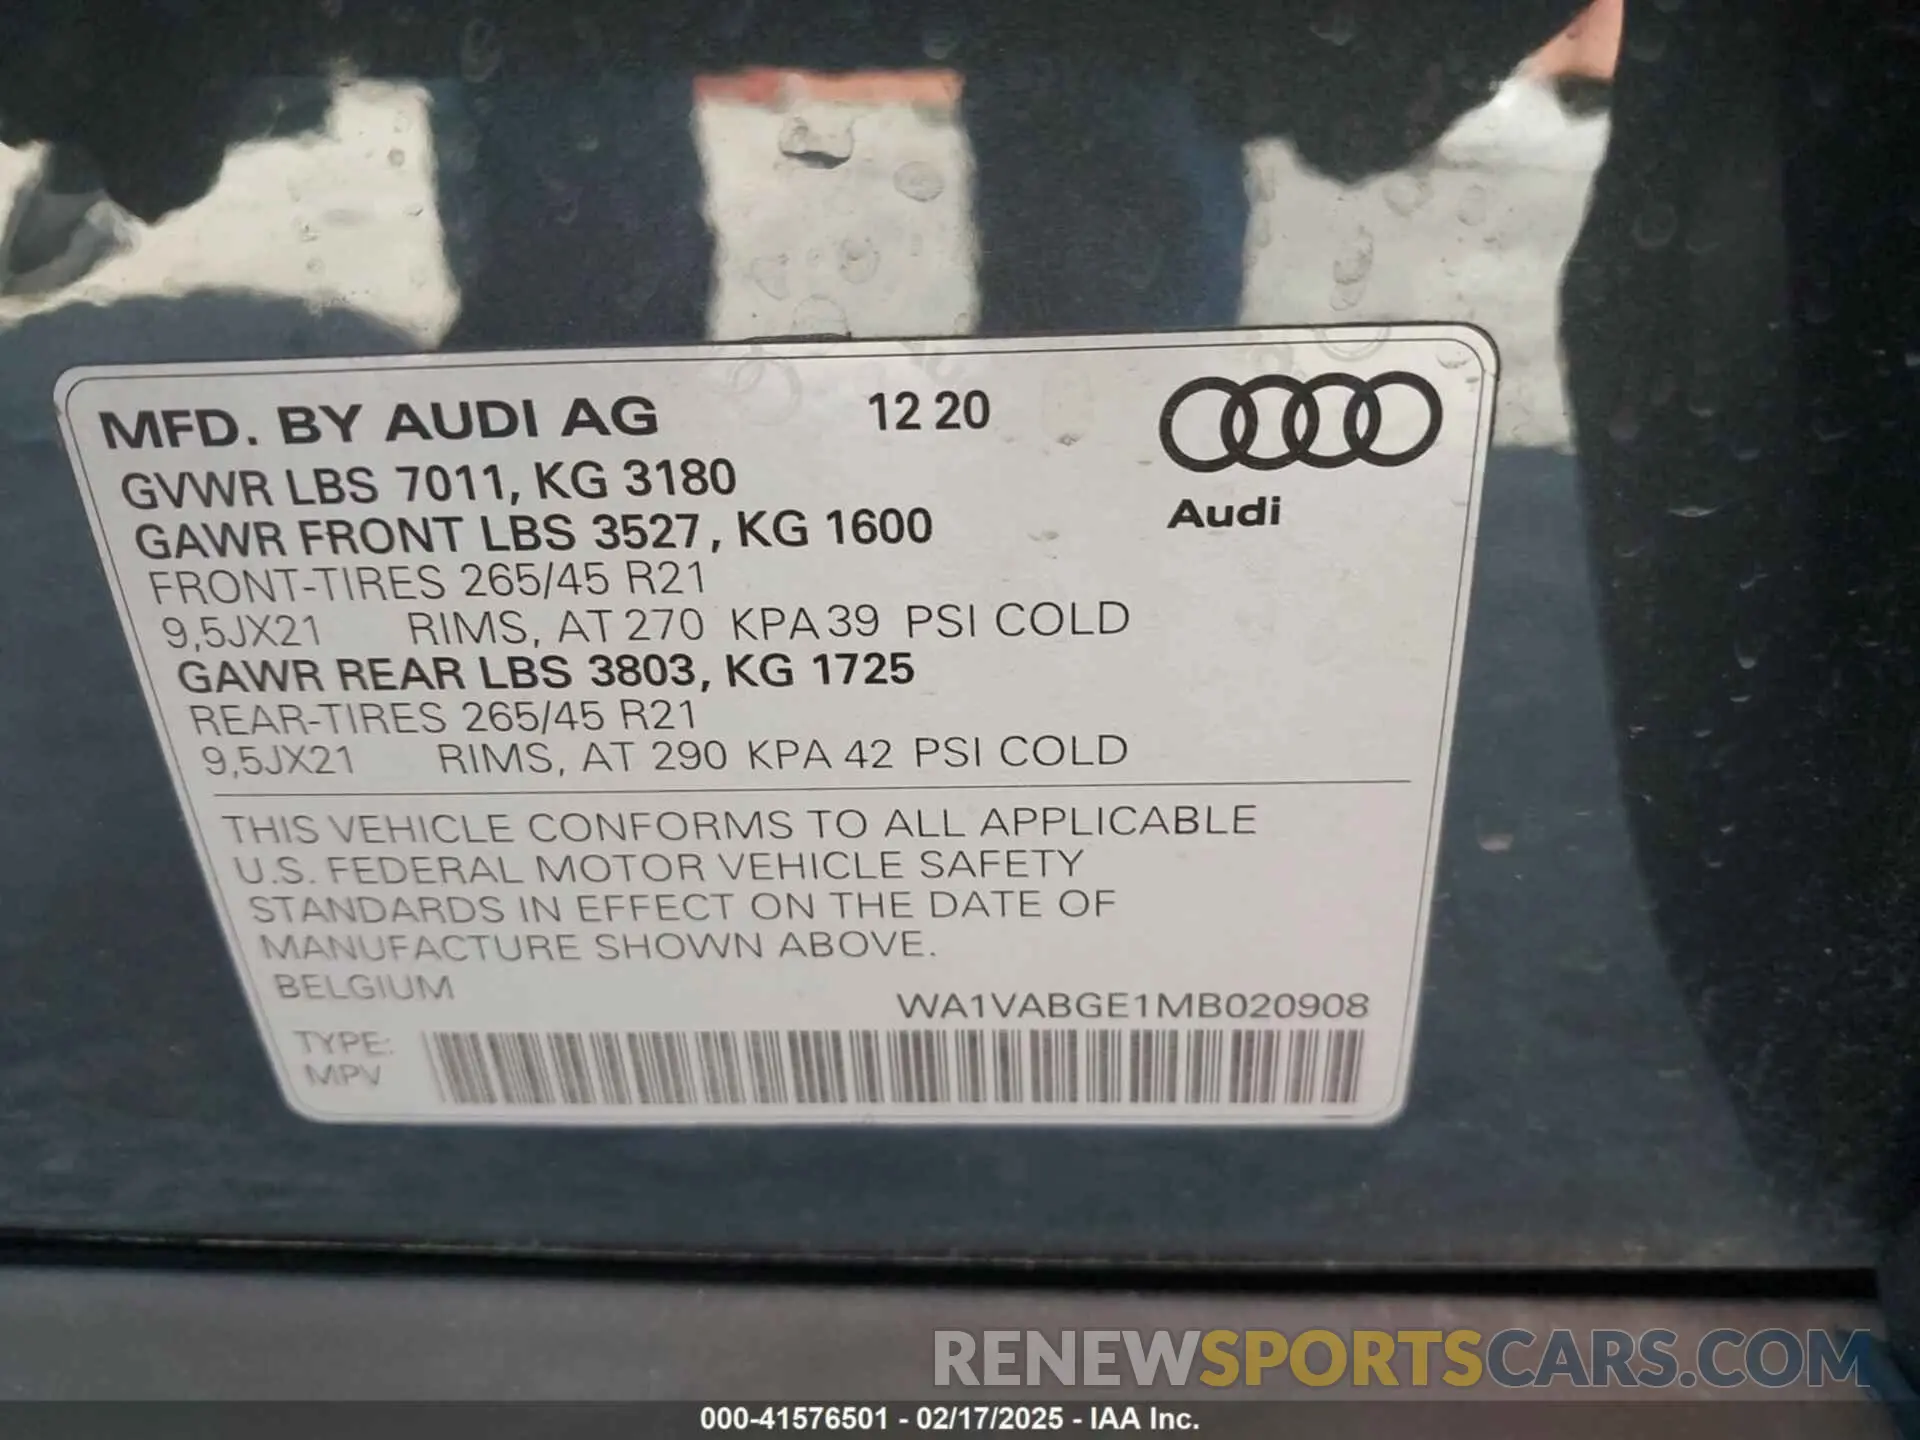 MFD. BY AUDI AG 12 20
GVWR LBS 7011, KG 3180
GAWR FRONT LBS 3527, KG 1600
Audi
FRONT-TIRES 265/45 R21
9,5JX21 RIMS, AT 270 KPA 39 PSI COLD
GAWR REAR LBS 3803, KG 1725
REAR-TIRES 265/45 R21
9,5JX21 RIMS, AT 290 KPA 42 PSI COLD
THIS VEHICLE CONFORMS TO ALL APPLICABLE
U.S. FEDERAL MOTOR VEHICLE SAFETY
STANDARDS IN EFFECT ON THE DATE OF
MANUFACTURE SHOWN ABOVE.
BELGIUM
WA1VABGE1MB020908
TYPE:
MPV
RENEWSPORTSCARS.COM
000-41576501 - 02/17/2025 - IAA Inc.